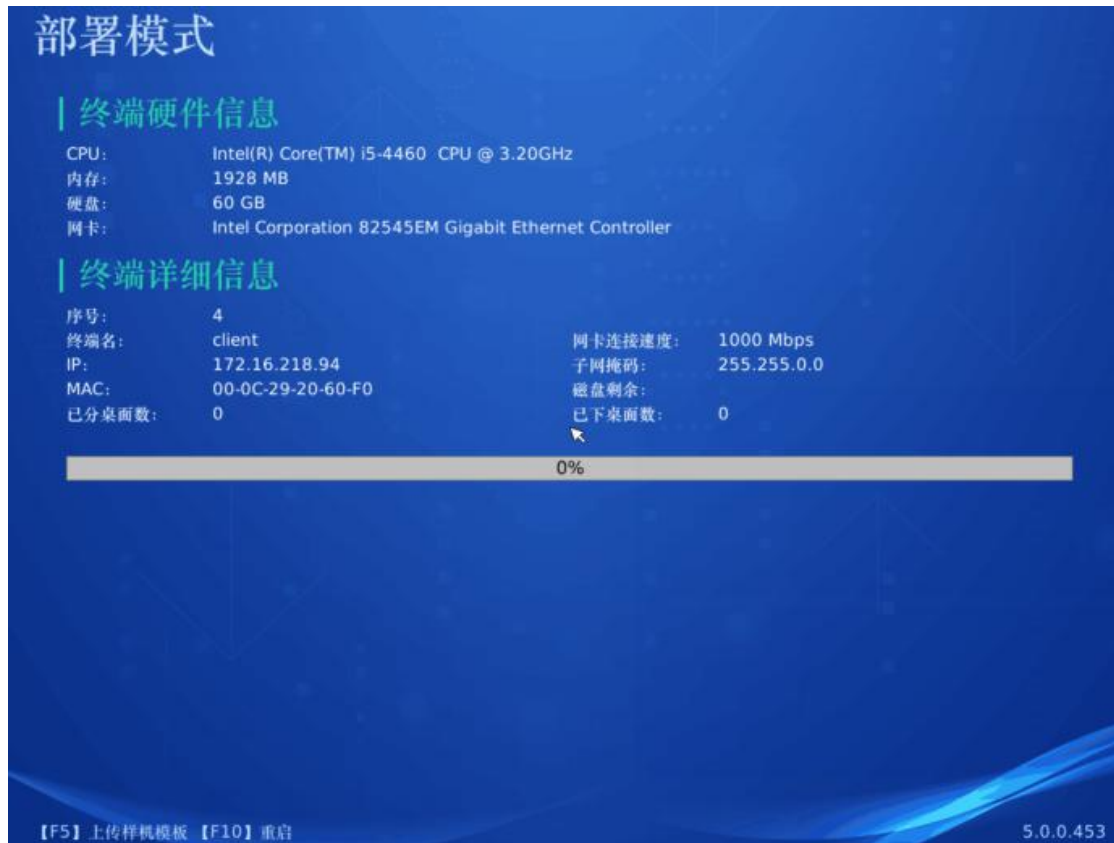 部署模式
终端硬件信息
CPU: Intel(R) Core(TM) i5-4460 CPU @ 3.20GHz
内存: 1928 MB
硬盘: 60 GB
网卡: Intel Corporation 82545EM Gigabit Ethernet Controller
终端详细信息
序号: 4
终端名: client 网卡连接速度: 1000 Mbps
IP: 172.16.218.94 子网掩码: 255.255.0.0
MAC: 00-0C-29-20-60-F0 磁盘剩余:
已分桌面数: 0 已下桌面数: 0
0%
【F5】上传样机模板 【F10】重启 5.0.0.453